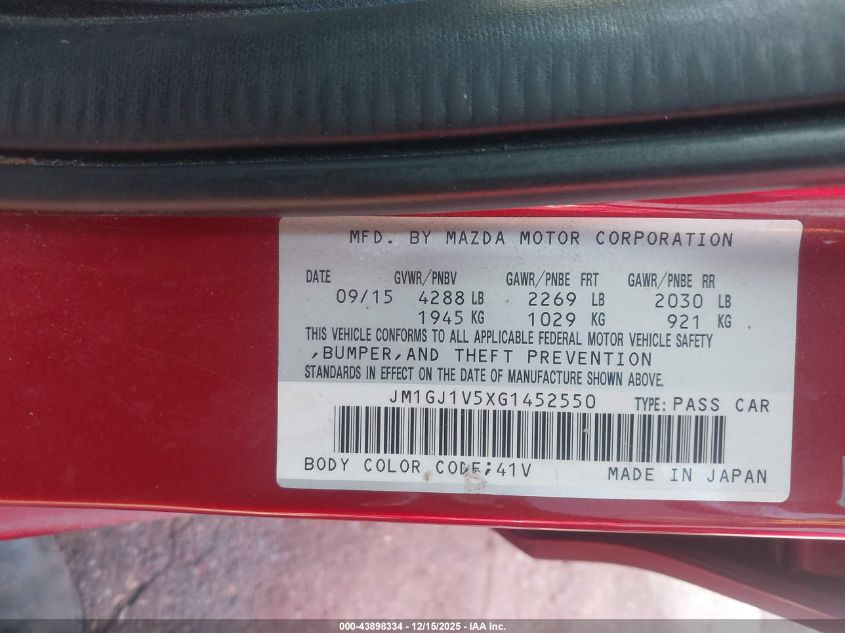 MFD. BY MAZDA MOTOR CORPORATION
DATE GVWR/PNBV GAWR/PNBE FRT GAWR/PNBE RR
09/15 4288 LB 2269 LB 2030 LB
1945 KG 1029 KG 921 KG
THIS VEHICLE CONFORMS TO ALL APPLICABLE FEDERAL MOTOR VEHICLE SAFETY
,BUMPER,AND THEFT PREVENTION
STANDARDS IN EFFECT ON THE DATE OF MANUFACTURE SHOWN ABOVE.
JM1GJ1V5XG1452550 TYPE: PASS CAR
BODY COLOR CODE;41V MADE IN JAPAN
000-43898334 - 12/15/2025 - IAA Inc.